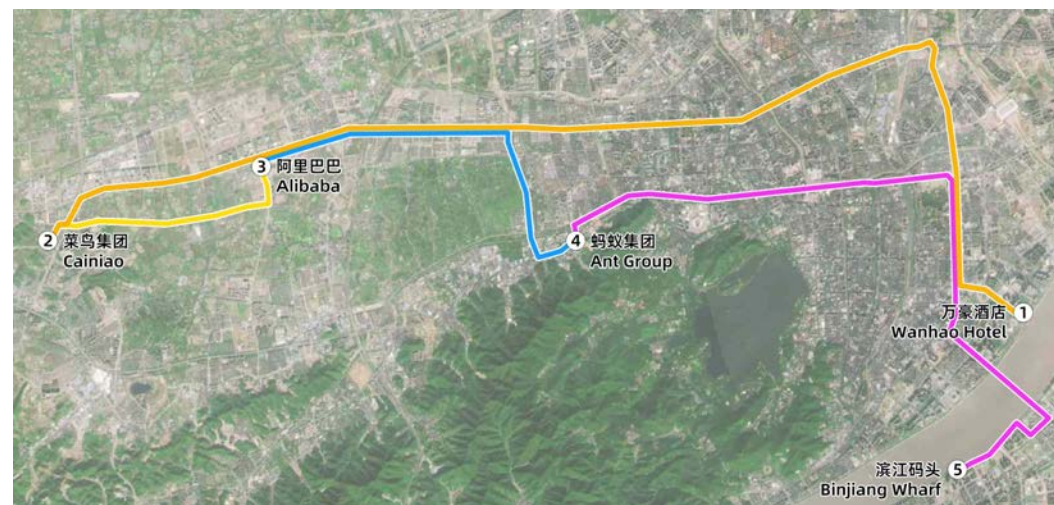 3
阿里巴巴
Alibaba
2
菜鸟集团
Cainiao
4
蚂蚁集团
Ant Group
万豪酒店
1
Wanhao Hotel
滨江码头
5
Binjiang Wharf